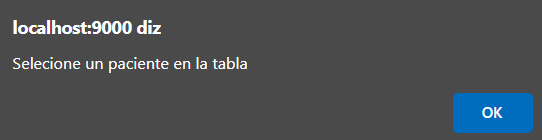 localhost:9000 diz
Selecione un paciente en la tabla
OK